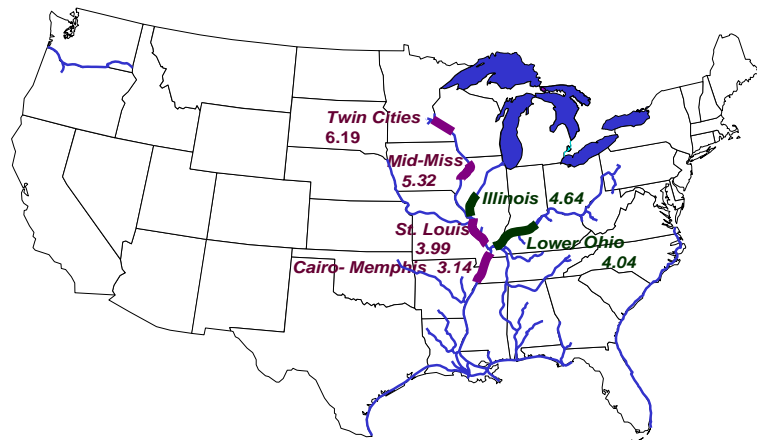 Twin Cities
6.19
Mid-Miss
5.32
Illinois 4.64
St. Louis
3.99
Lower Ohio
4.04
Cairo- Memphis 3.14